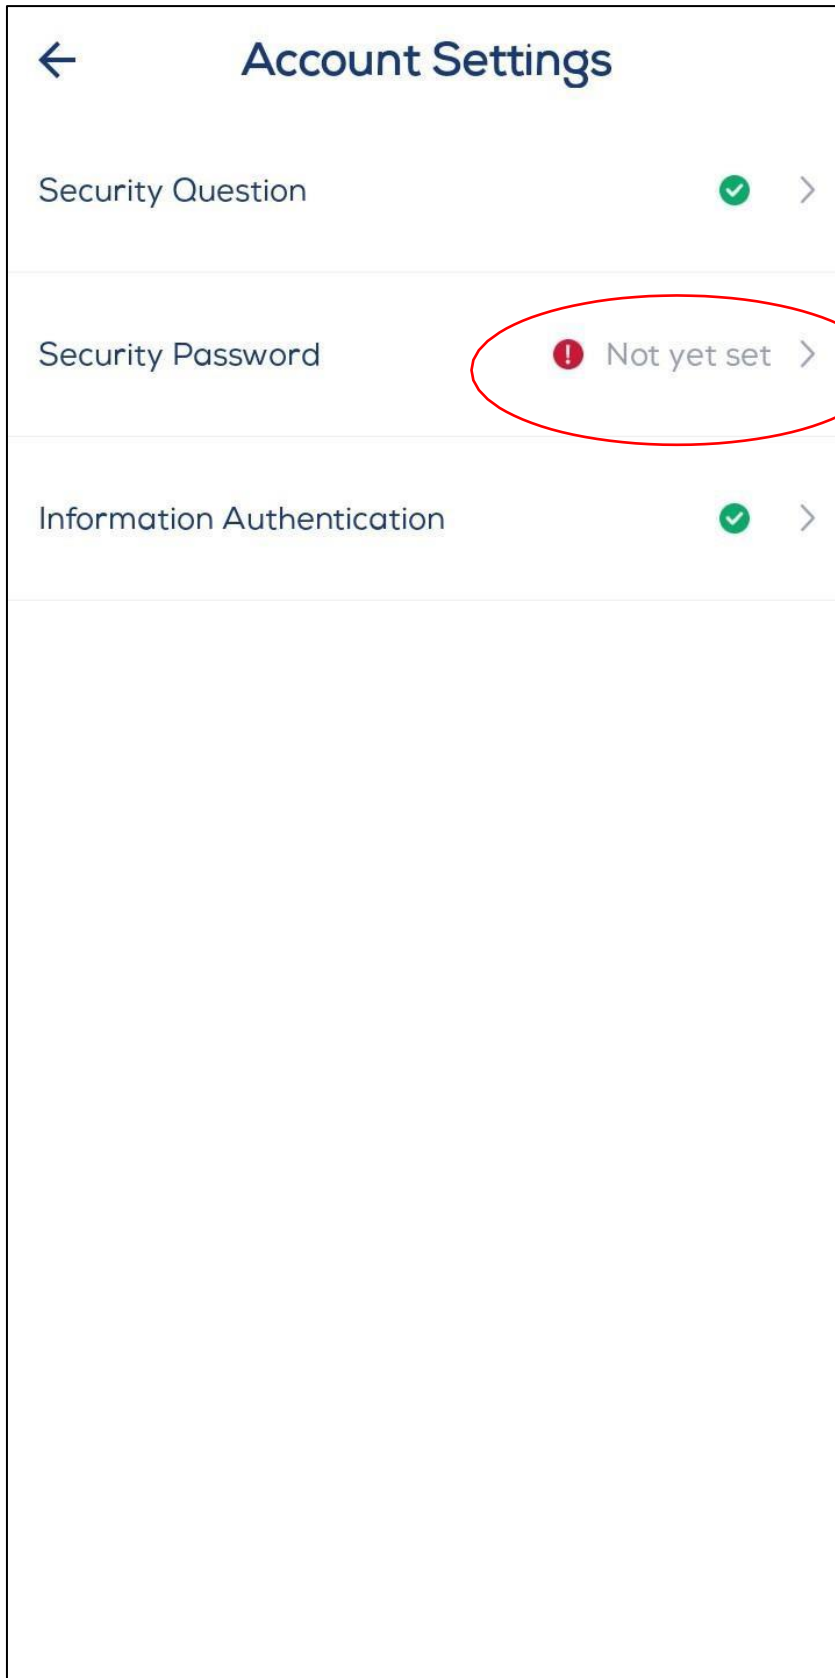 Account Settings
Security Question
Security Password
Not yet set
Information Authentication